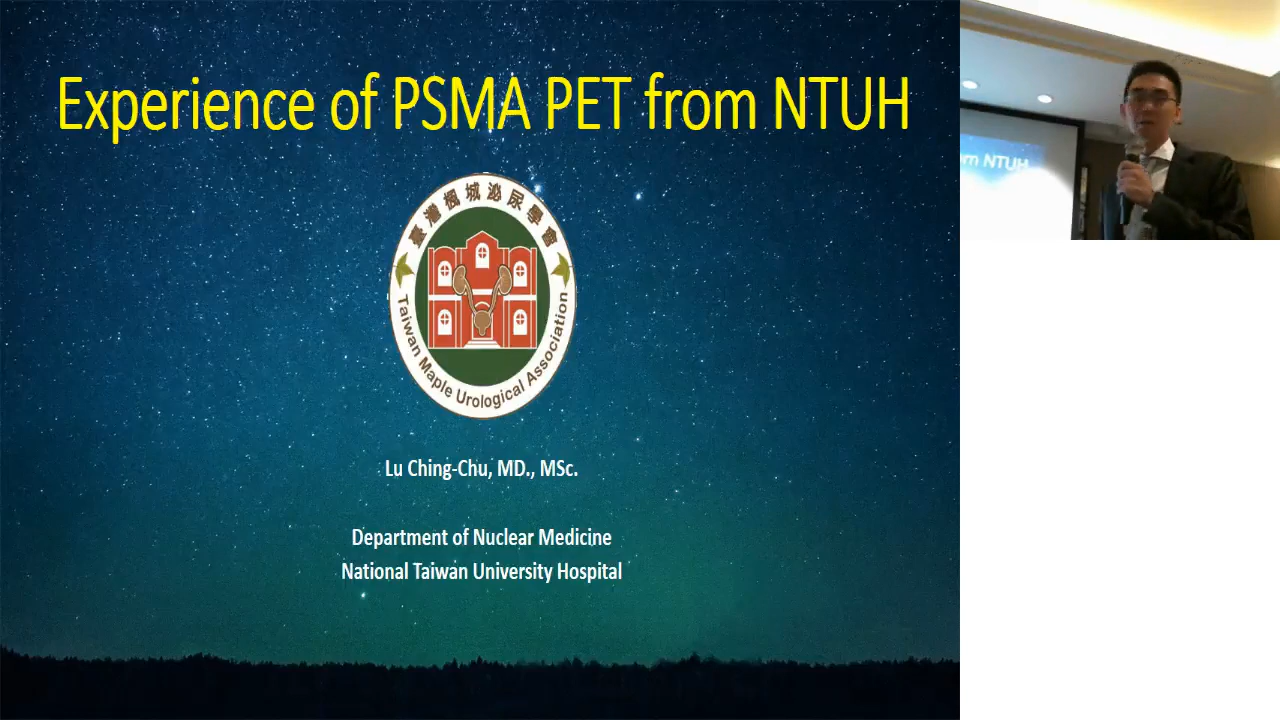 Experience of PSMA PET from NTUH
臺灣楓城泌尿學會
Taiwan Maple Urological Association
Lu Ching-Chu, MD., MSc.
Department of Nuclear Medicine
National Taiwan University Hospital
om NTUH